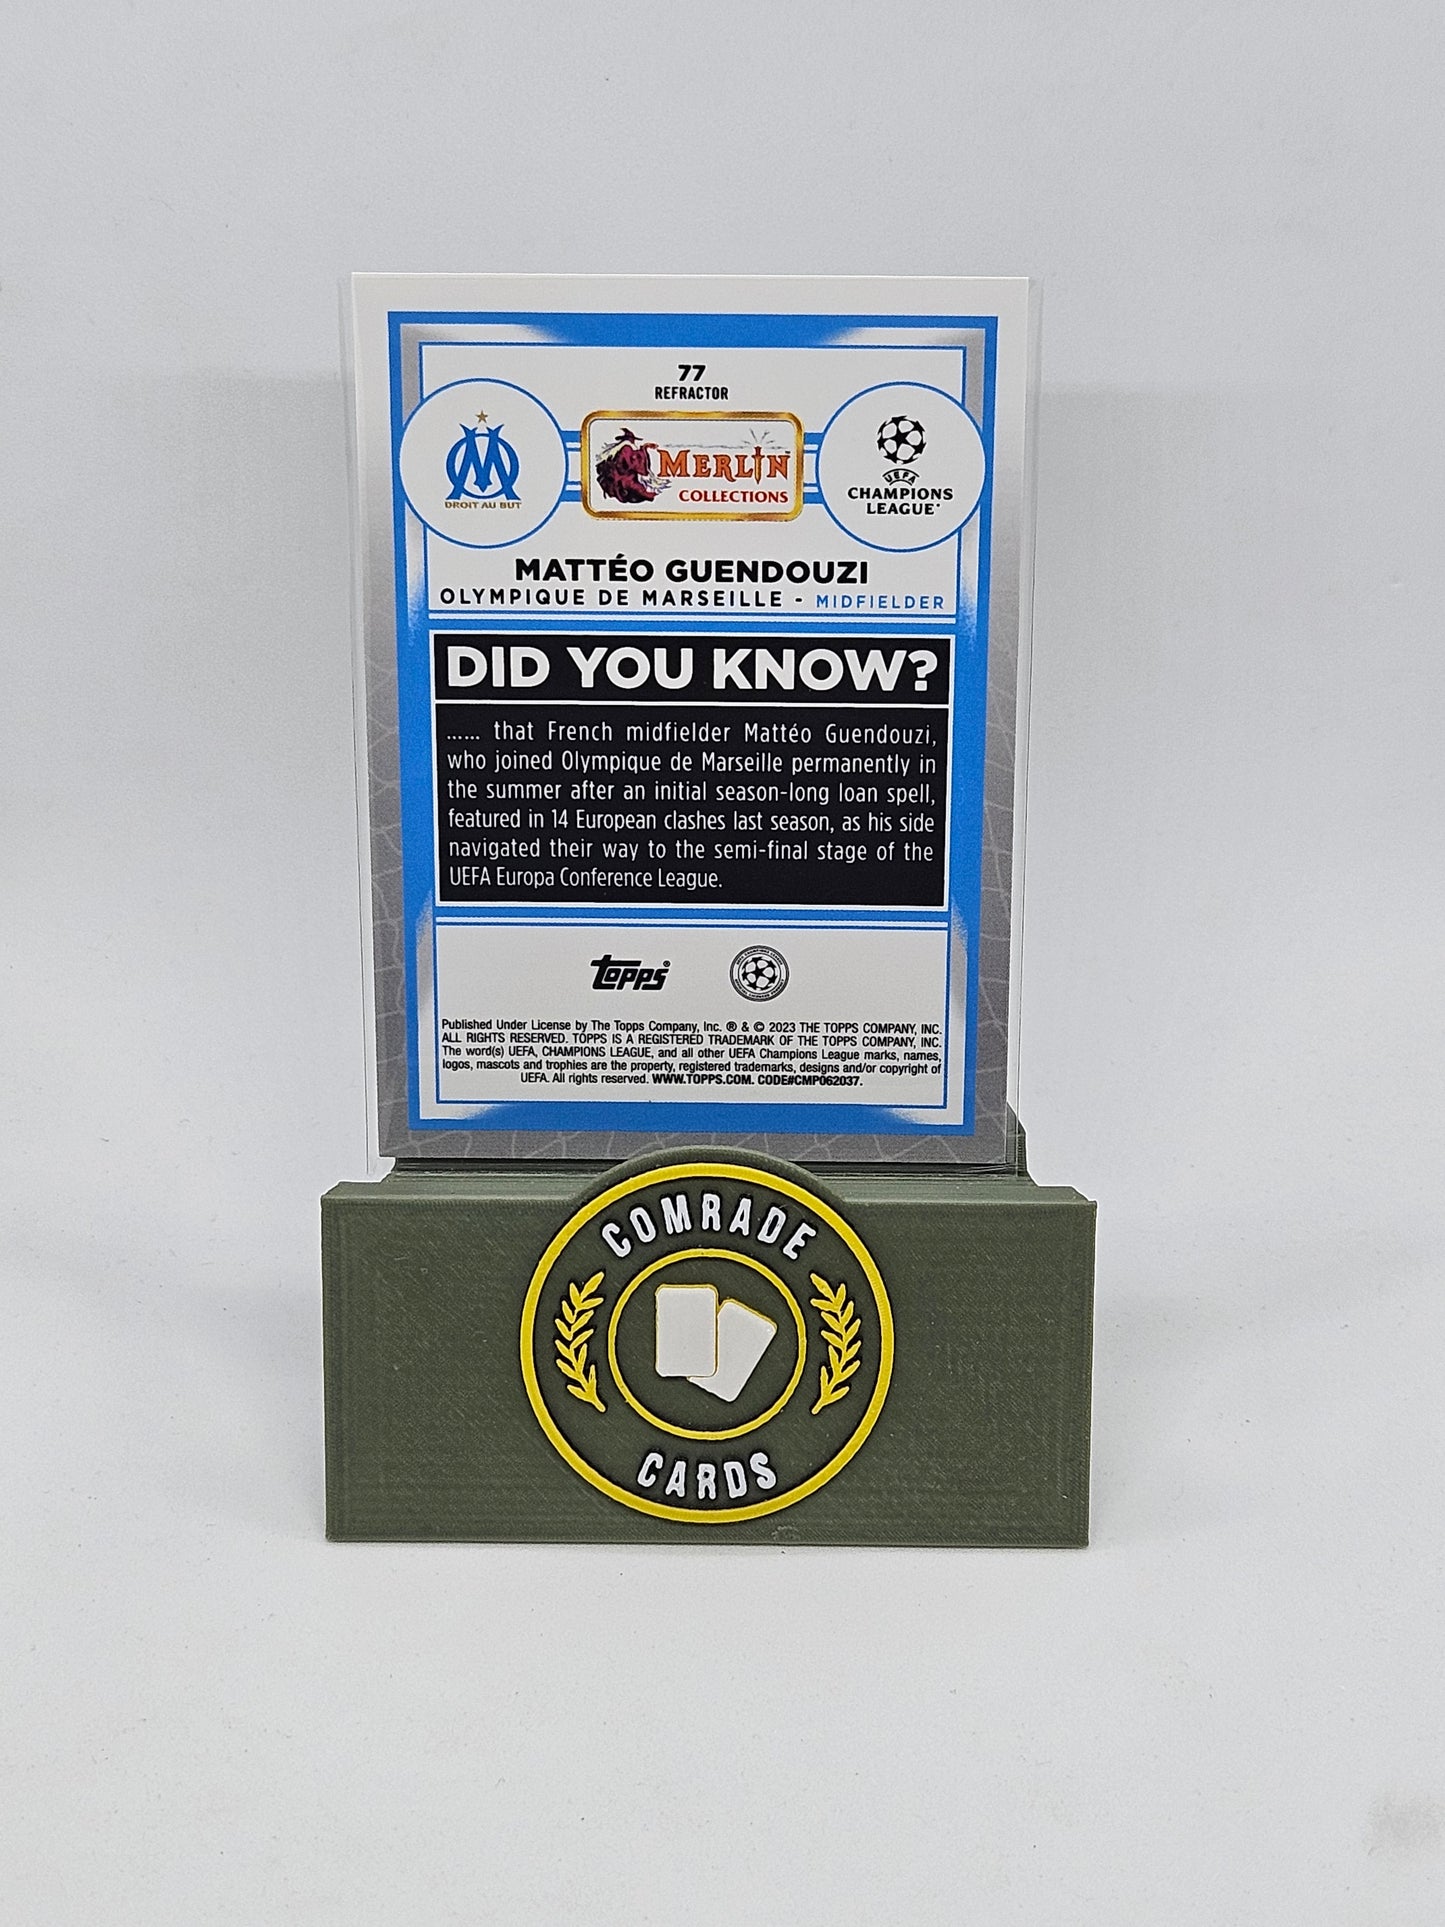 77
REFRACTOR
DROIT AU BUT
MERLIN
COLLECTIONS
UEFA
CHAMPIONS
LEAGUE
MATTÉO GUENDOUZI
OLYMPIQUE DE MARSEILLE - MIDFIELDER
DID YOU KNOW?
...... that French midfielder Mattéo Guendouzi,
who joined Olympique de Marseille permanently in
the summer after an initial season-long loan spell,
featured in 14 European clashes last season, as his side
navigated their way to the semi-final stage of the
UEFA Europa Conference League.
topps®
Published Under License by The Topps Company, Inc. ® & © 2023 THE TOPPS COMPANY, INC.
ALL RIGHTS RESERVED. TOPPS IS A REGISTERED TRADEMARK OF THE TOPPS COMPANY, INC.
The word(s) UEFA, CHAMPIONS LEAGUE, and all other UEFA Champions League marks, names,
logos, mascots and trophies are the property, registered trademarks, designs and/or copyright of
UEFA. All rights reserved. WWW.TOPPS.COM. CODE#CMP062037.
COMRADE
CARDS